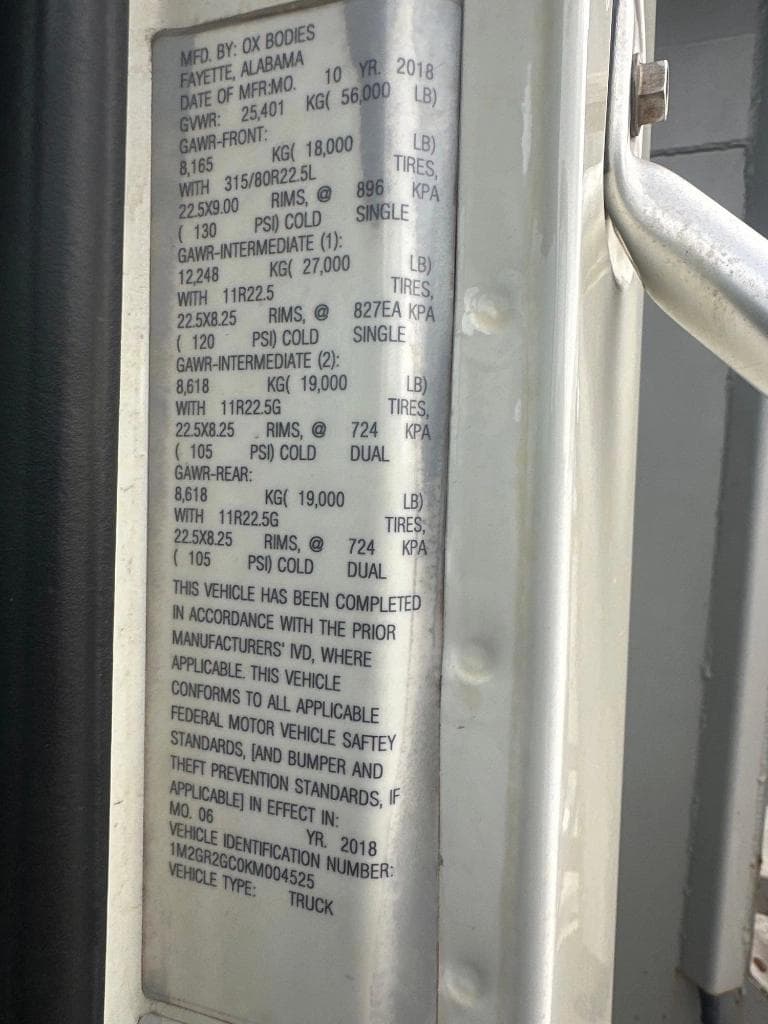 MFD. BY: OX BODIES
FAYETTE, ALABAMA
DATE OF MFR:MO. 10 YR. 2018
GVWR: 25,401 KG( 56,000 LB)
GAWR-FRONT:
8,165 KG( 18,000 LB)
WITH 315/80R22.5L TIRES,
22.5X9.00 RIMS, @ 896 KPA
( 130 PSI) COLD SINGLE
GAWR-INTERMEDIATE (1):
12,248 KG( 27,000 LB)
WITH 11R22.5 TIRES,
22.5X8.25 RIMS, @ 827EA KPA
( 120 PSI) COLD SINGLE
GAWR-INTERMEDIATE (2):
8,618 KG( 19,000 LB)
WITH 11R22.5G TIRES,
22.5X8.25 RIMS, @ 724 KPA
( 105 PSI) COLD DUAL
GAWR-REAR:
8,618 KG( 19,000 LB)
WITH 11R22.5G TIRES,
22.5X8.25 RIMS, @ 724 KPA
( 105 PSI) COLD DUAL
THIS VEHICLE HAS BEEN COMPLETED
IN ACCORDANCE WITH THE PRIOR
MANUFACTURERS' IVD, WHERE
APPLICABLE. THIS VEHICLE
CONFORMS TO ALL APPLICABLE
FEDERAL MOTOR VEHICLE SAFTEY
STANDARDS, [AND BUMPER AND
THEFT PREVENTION STANDARDS, IF
APPLICABLE] IN EFFECT IN:
MO. 06 YR. 2018
VEHICLE IDENTIFICATION NUMBER:
1M2GR2GC0KM004525
VEHICLE TYPE: TRUCK